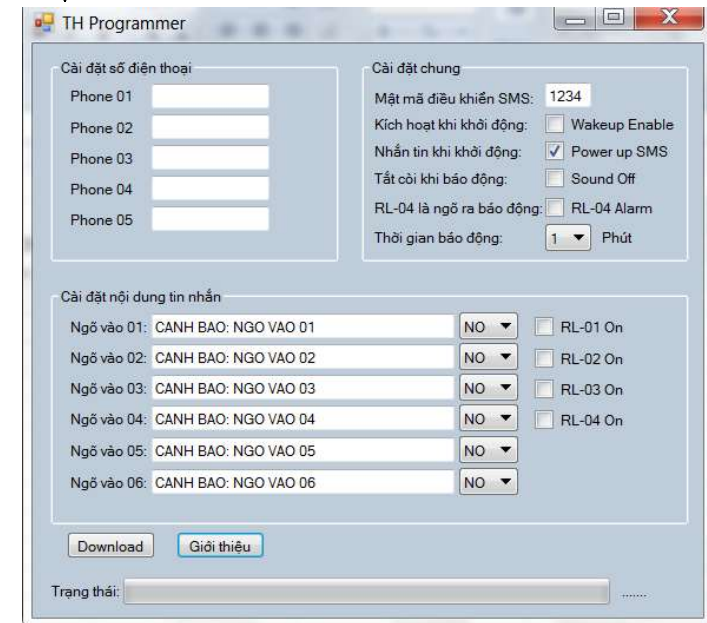 TH Programmer
Cài đặt số điện thoại
Phone 01
Phone 02
Phone 03
Phone 04
Phone 05
Cài đặt chung
Mật mã điều khiển SMS: 1234
Kích hoạt khi khởi động: Wakeup Enable
Nhắn tin khi khởi động: Power up SMS
Tắt còi khi báo động: Sound Off
RL-04 là ngõ ra báo động: RL-04 Alarm
Thời gian báo động: 1 Phút
Cài đặt nội dung tin nhắn
Ngõ vào 01: CANH BAO: NGO VAO 01 NO RL-01 On
Ngõ vào 02: CANH BAO: NGO VAO 02 NO RL-02 On
Ngõ vào 03: CANH BAO: NGO VAO 03 NO RL-03 On
Ngõ vào 04: CANH BAO: NGO VAO 04 NO RL-04 On
Ngõ vào 05: CANH BAO: NGO VAO 05 NO
Ngõ vào 06: CANH BAO: NGO VAO 06 NO
Download Giới thiệu
Trạng thái: .......